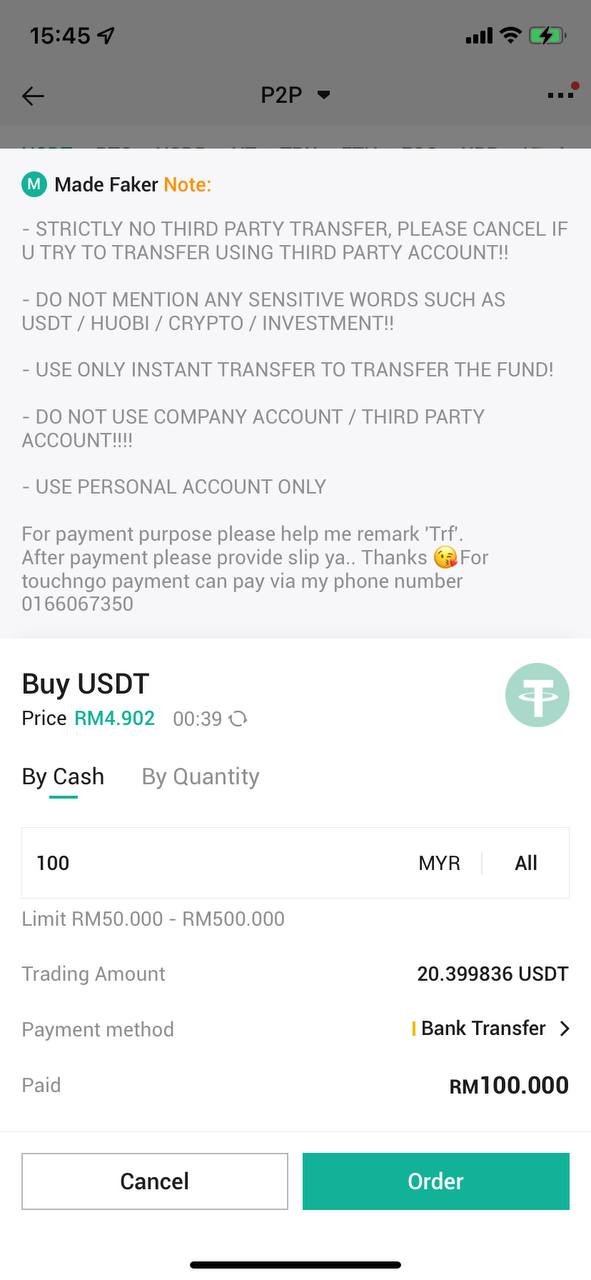 15:45
P2P
M Made Faker Note:
- STRICTLY NO THIRD PARTY TRANSFER, PLEASE CANCEL IF
U TRY TO TRANSFER USING THIRD PARTY ACCOUNT!!
- DO NOT MENTION ANY SENSITIVE WORDS SUCH AS
USDT / HUOBI / CRYPTO / INVESTMENT!!
- USE ONLY INSTANT TRANSFER TO TRANSFER THE FUND!
- DO NOT USE COMPANY ACCOUNT / THIRD PARTY
ACCOUNT!!!!
- USE PERSONAL ACCOUNT ONLY
For payment purpose please help me remark 'Trf'.
After payment please provide slip ya.. Thanks 😘For
touchngo payment can pay via my phone number
0166067350
Buy USDT
Price RM4.902 00:39
By Cash By Quantity
100 MYR All
Limit RM50.000 - RM500.000
Trading Amount 20.399836 USDT
Payment method Bank Transfer
Paid RM100.000
Cancel Order